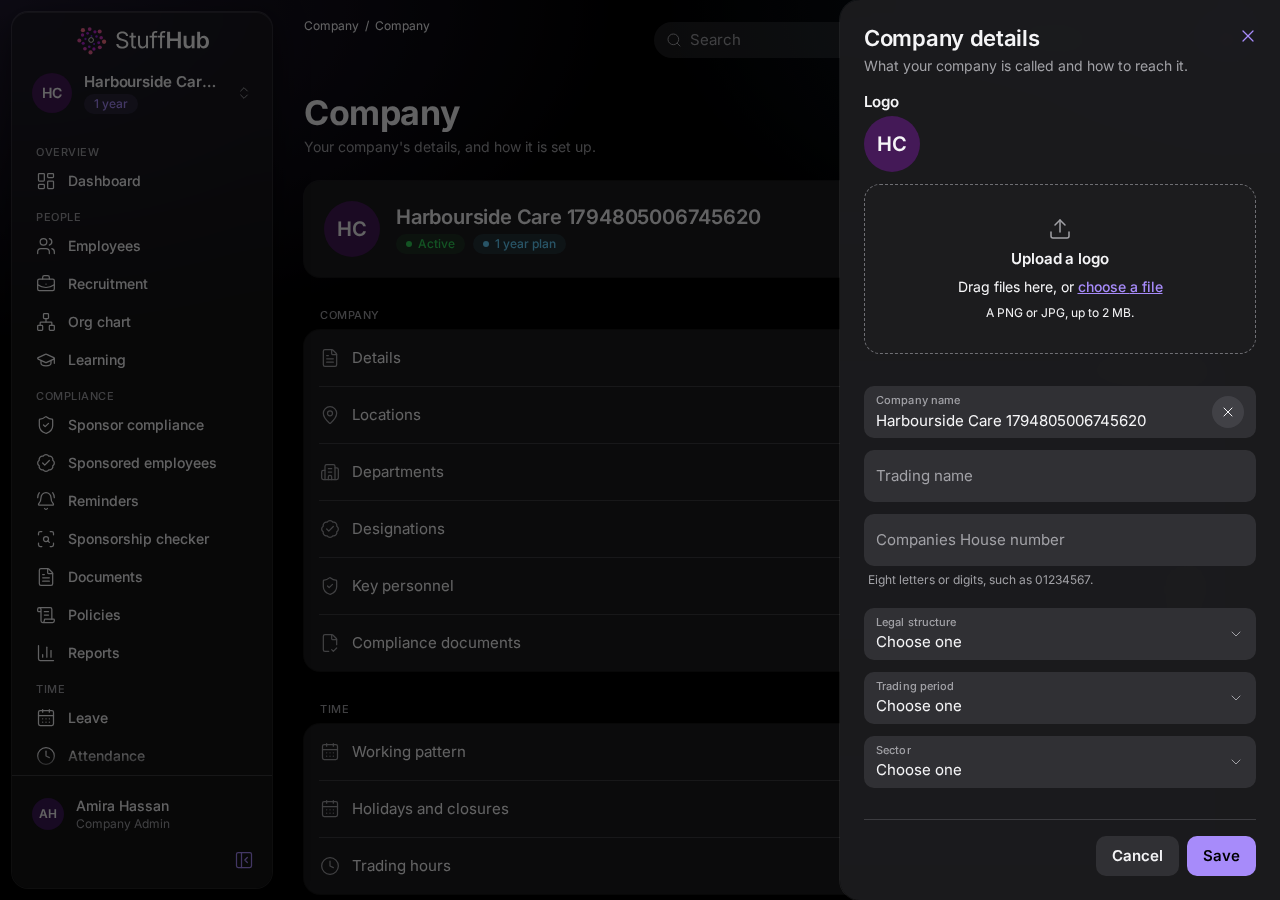 StuffHub
HC
Harbourside Car...
1 year
OVERVIEW
Dashboard
PEOPLE
Employees
Recruitment
Org chart
Learning
COMPLIANCE
Sponsor compliance
Sponsored employees
Reminders
Sponsorship checker
Documents
Policies
Reports
TIME
Leave
Attendance
AH
Amira Hassan
Company Admin
Company / Company
Search
Company
Your company's details, and how it is set up.
HC
Harbourside Care 1794805006745620
Active
1 year plan
COMPANY
Details
Locations
Departments
Designations
Key personnel
Compliance documents
TIME
Working pattern
Holidays and closures
Trading hours
Company details
What your company is called and how to reach it.
Logo
HC
Upload a logo
Drag files here, or choose a file
A PNG or JPG, up to 2 MB.
Company name
Harbourside Care 1794805006745620
Trading name
Companies House number
Eight letters or digits, such as 01234567.
Legal structure
Choose one
Trading period
Choose one
Sector
Choose one
Cancel
Save